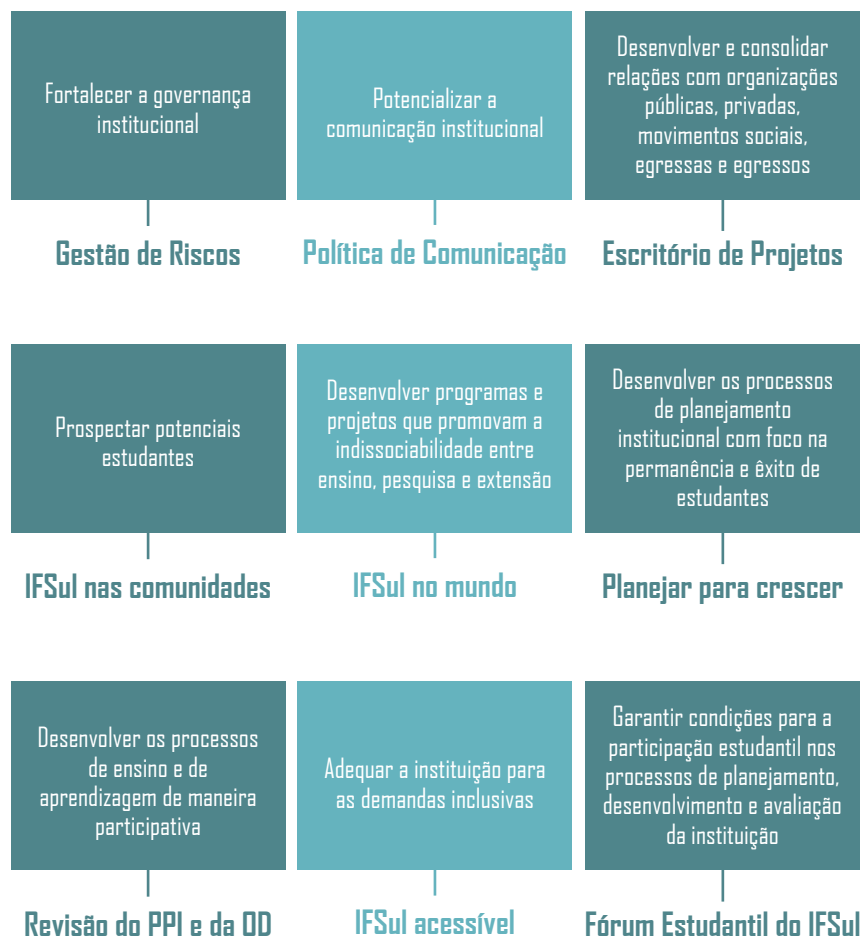 Fortalecer a governança
institucional
Gestão de Riscos
Potencializar a
comunicação institucional
Política de Comunicação
Desenvolver e consolidar
relações com organizações
públicas, privadas,
movimentos sociais,
egressas e egressos
Escritório de Projetos
Prospectar potenciais
estudantes
IFSul nas comunidades
Desenvolver programas e
projetos que promovam a
indissociabilidade entre
ensino, pesquisa e extensão
IFSul no mundo
Desenvolver os processos
de planejamento
institucional com foco na
permanência e êxito de
estudantes
Planejar para crescer
Desenvolver os processos
de ensino e de
aprendizagem de maneira
participativa
Revisão do PPI e da OD
Adequar a instituição para
as demandas inclusivas
IFSul acessível
Garantir condições para a
participação estudantil nos
processos de planejamento,
desenvolvimento e avaliação
da instituição
Fórum Estudantil do IFSul